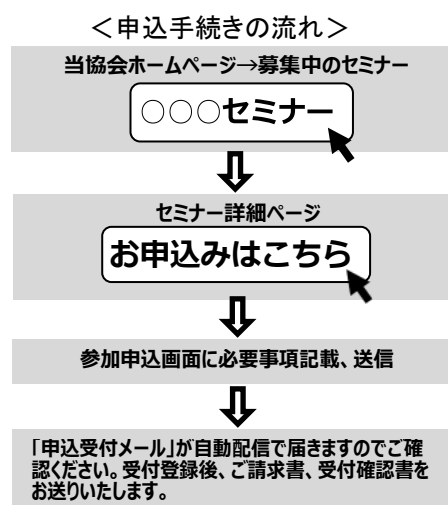 ＜申込手続きの流れ＞
当協会ホームページ→募集中のセミナー
○○○セミナー
セミナー詳細ページ
お申込みはこちら
参加申込画面に必要事項記載、送信
「申込受付メール」が自動配信で届きますのでご確
認ください。受付登録後、ご請求書、受付確認書を
お送りいたします。